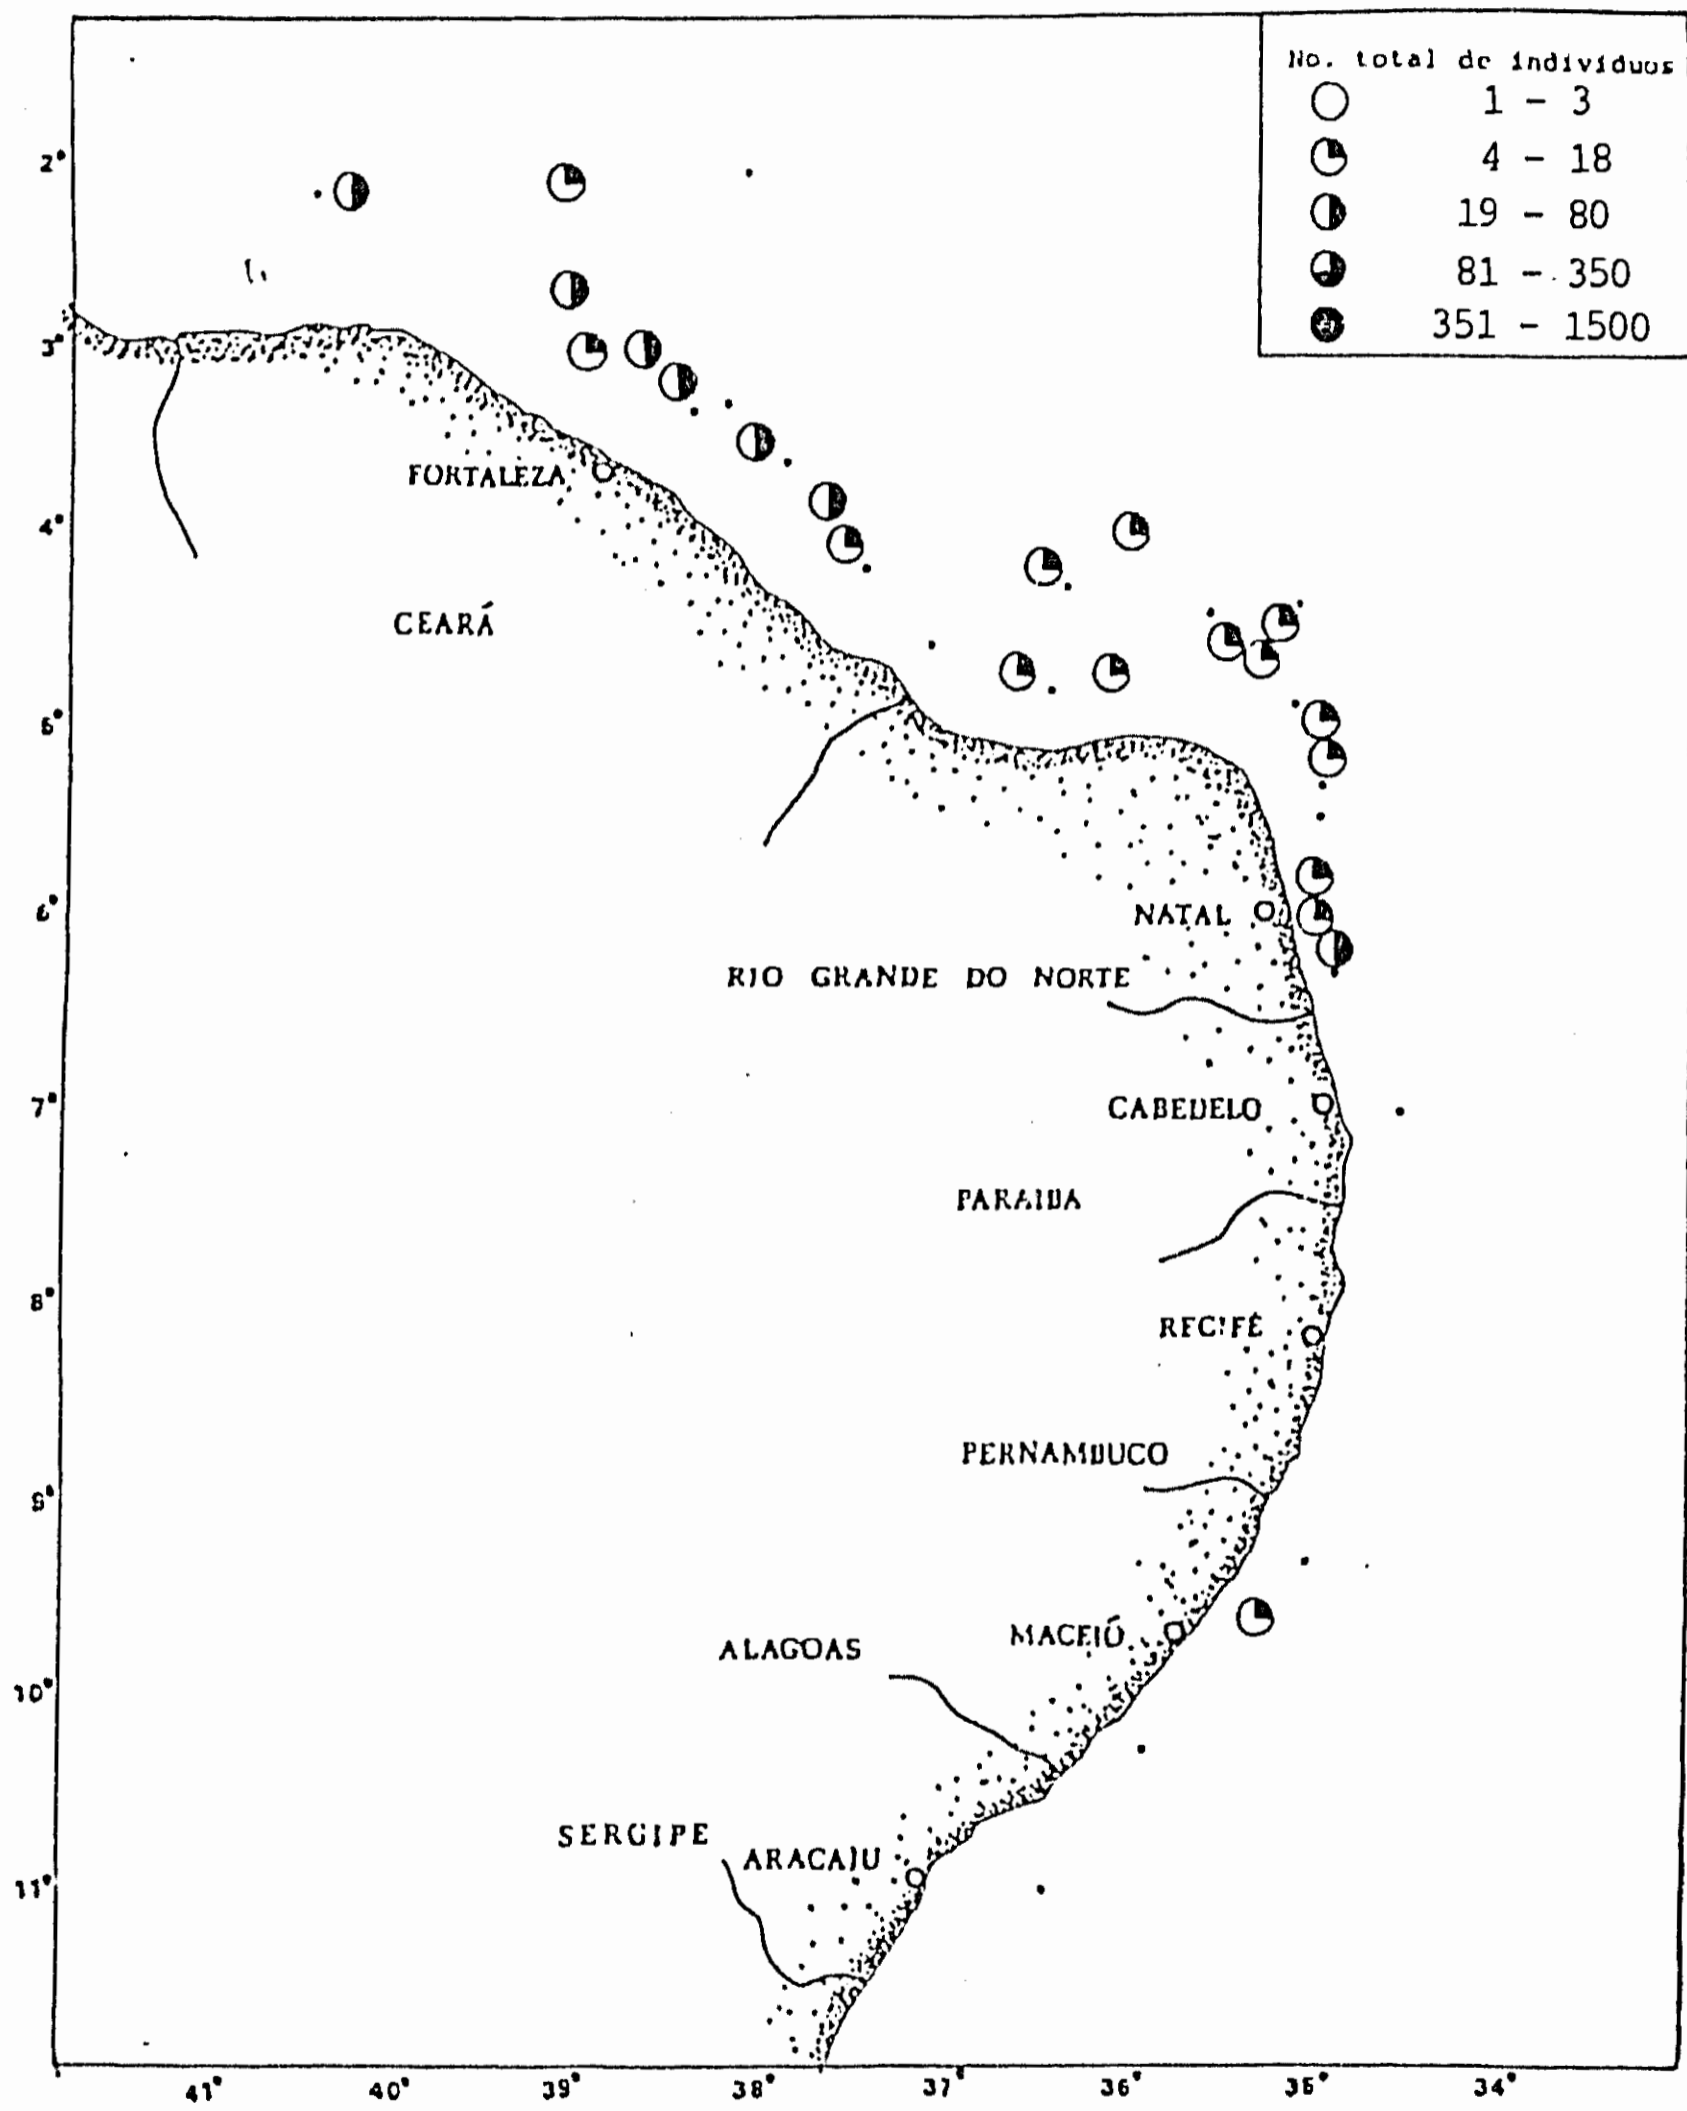 No. total de indivíduos
1 - 3
4 - 18
19 - 80
81 - 350
351 - 1500
2°
3°
FORTALEZA
4°
CEARÁ
5°
NATAL
6°
RIO GRANDE DO NORTE
7°
CABEDELO
PARAIBA
8°
RECIFE
PERNAMBUCO
9°
MACEIÓ
ALAGOAS
10°
SERGIPE
ARACAJU
11°
41° 40° 39° 38° 37° 36° 35° 34°